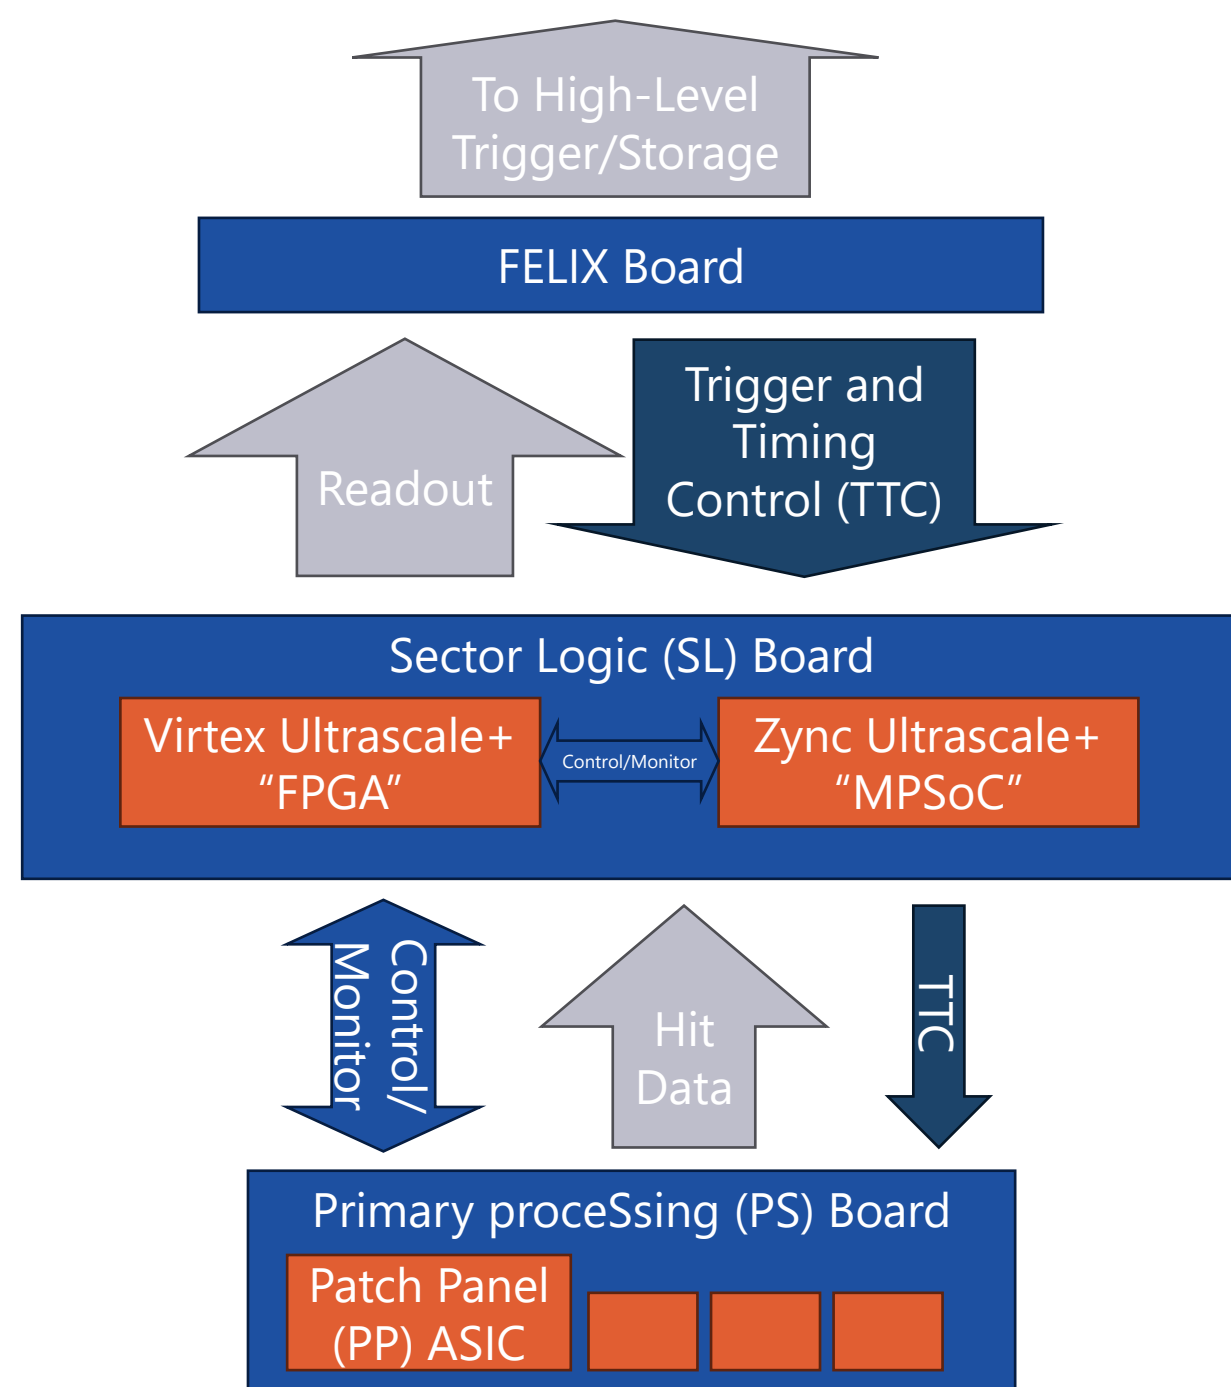 To High-Level
Trigger/Storage
FELIX Board
Readout
Trigger and
Timing
Control (TTC)
Sector Logic (SL) Board
Virtex Ultrascale+
“FPGA”
Control/Monitor
Zync Ultrascale+
“MPSoC”
Control/
Monitor
Hit
Data
TTC
Primary proceSsing (PS) Board
Patch Panel
(PP) ASIC